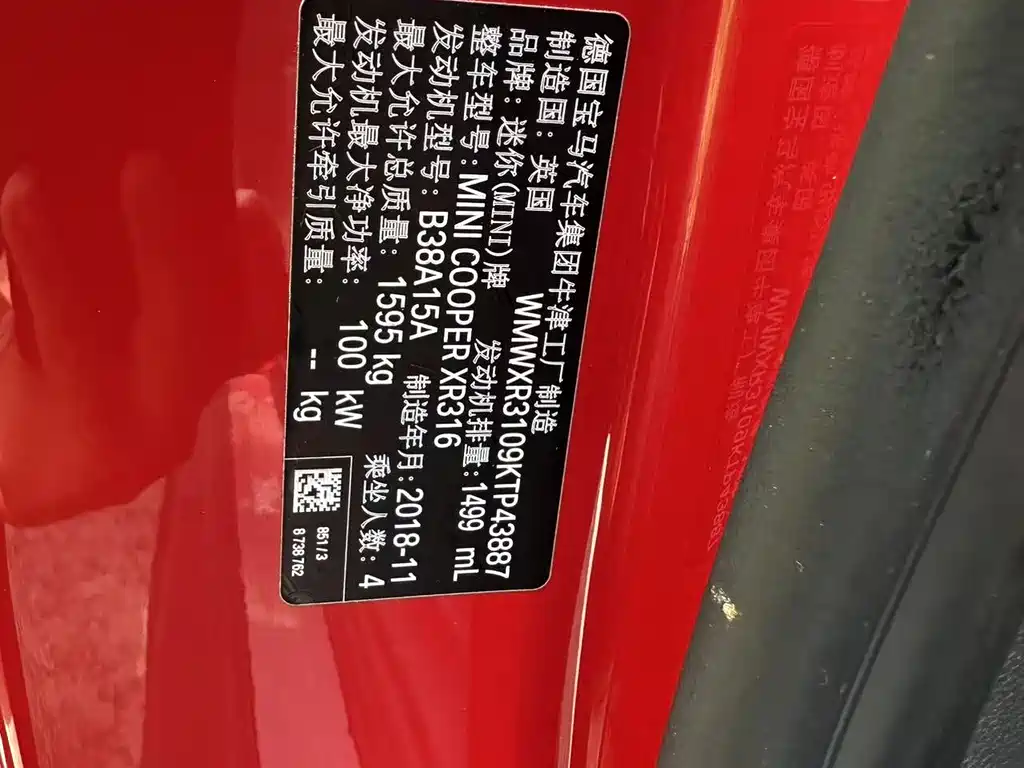 德国宝马汽车集团牛津工厂 制造
制造国: 英国 WMWXR3109KTP43887
品牌: 迷你(MINI)牌 发动机排量:1499 mL
整车型号:MINI COOPER XR316
发动机型号: B38A15A 制造年月:2018-11
最大允许总质量: 1595 kg 乘坐人数: 4
发动机最大净功率: 100 kW
最大允许牵引质量: -- kg
851/3
8 738 762